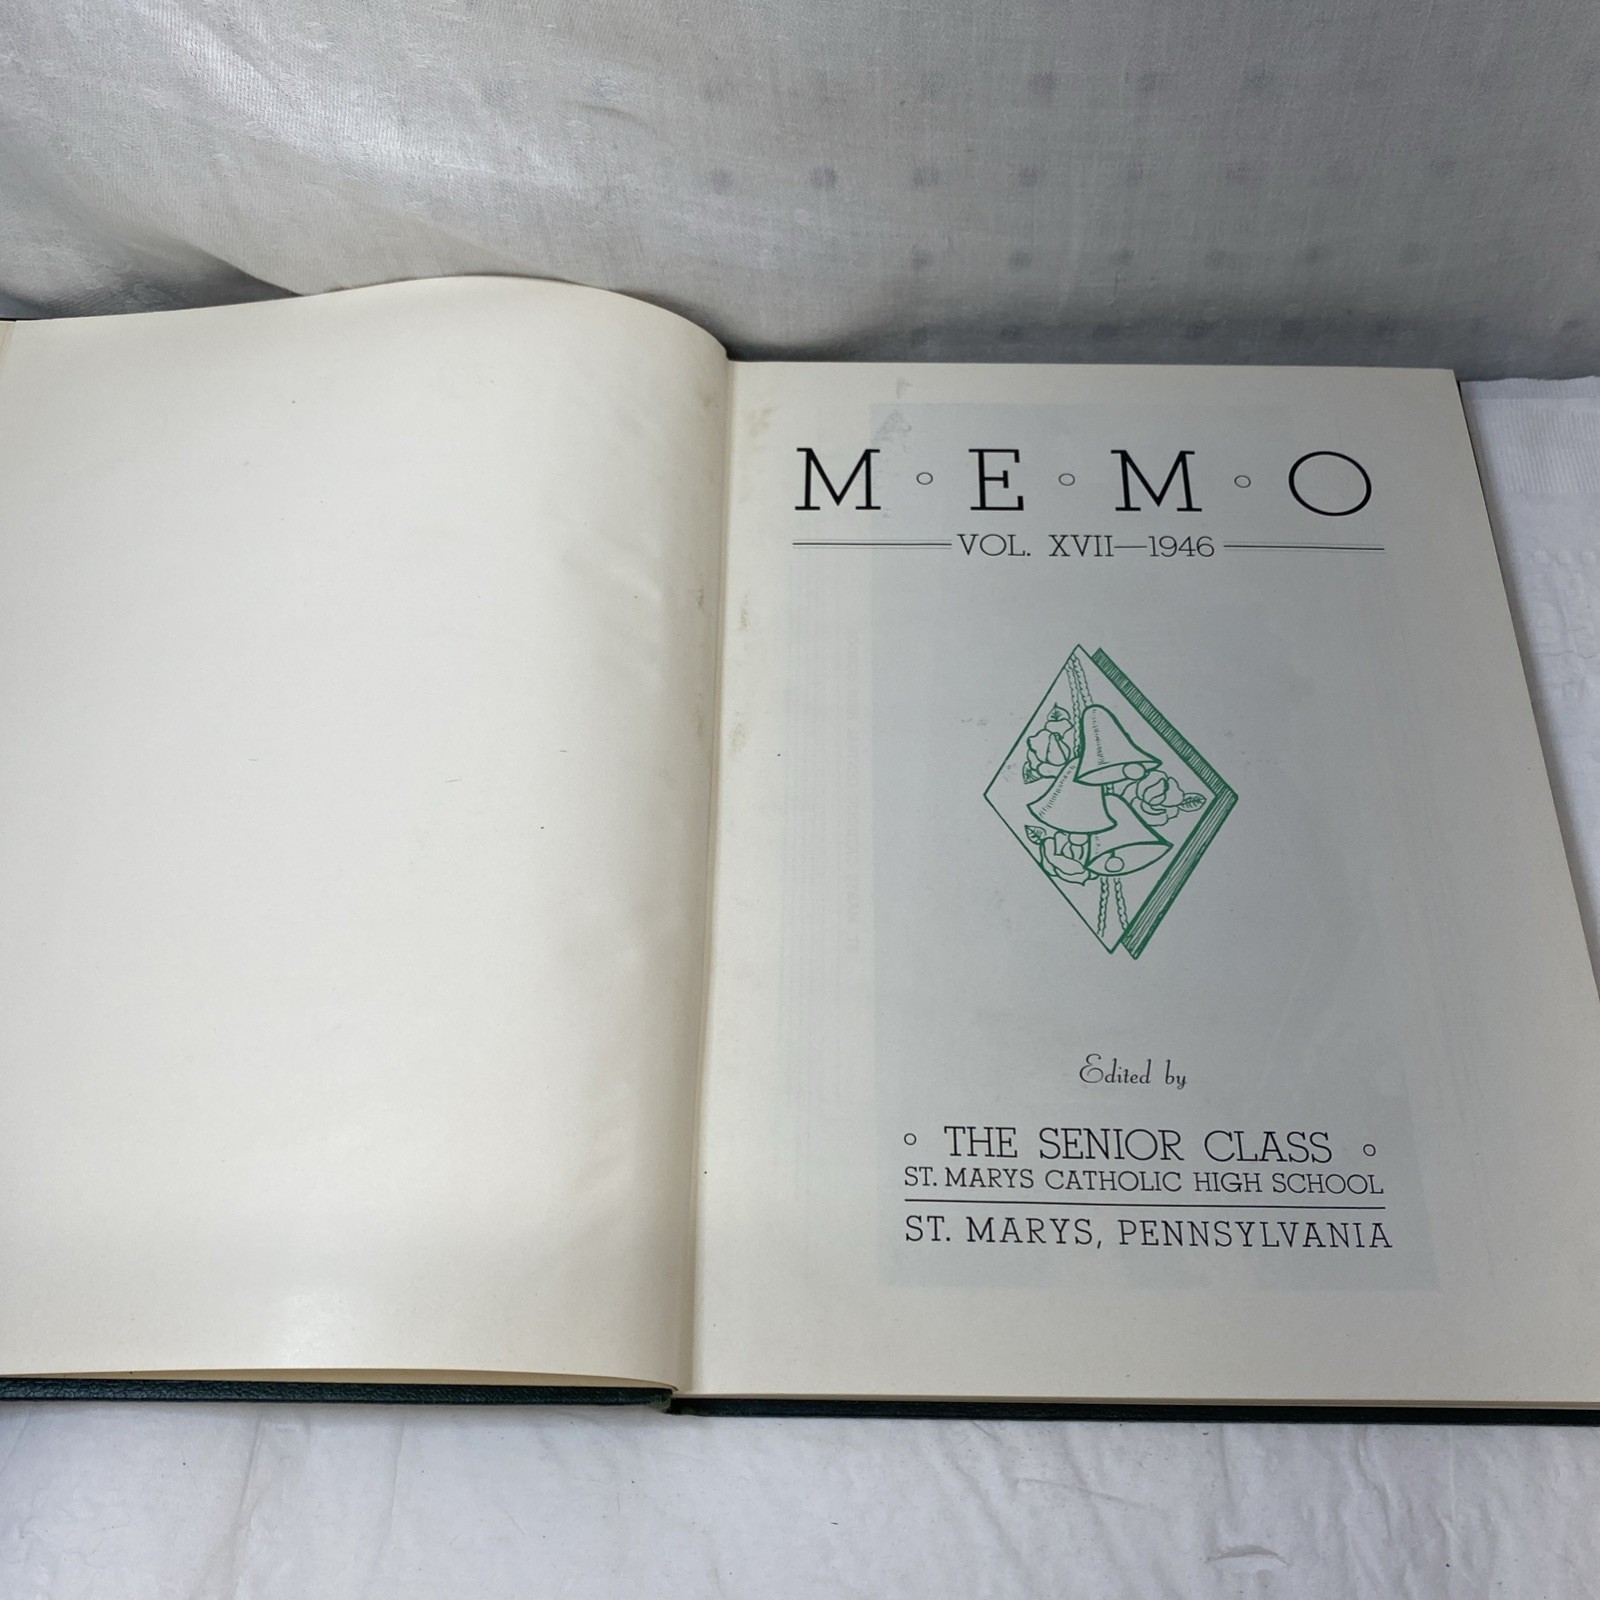 M ∘ E ∘ M ∘ O
VOL. XVII—1946
Edited by
∘ THE SENIOR CLASS ∘
ST. MARYS CATHOLIC HIGH SCHOOL
ST. MARYS, PENNSYLVANIA